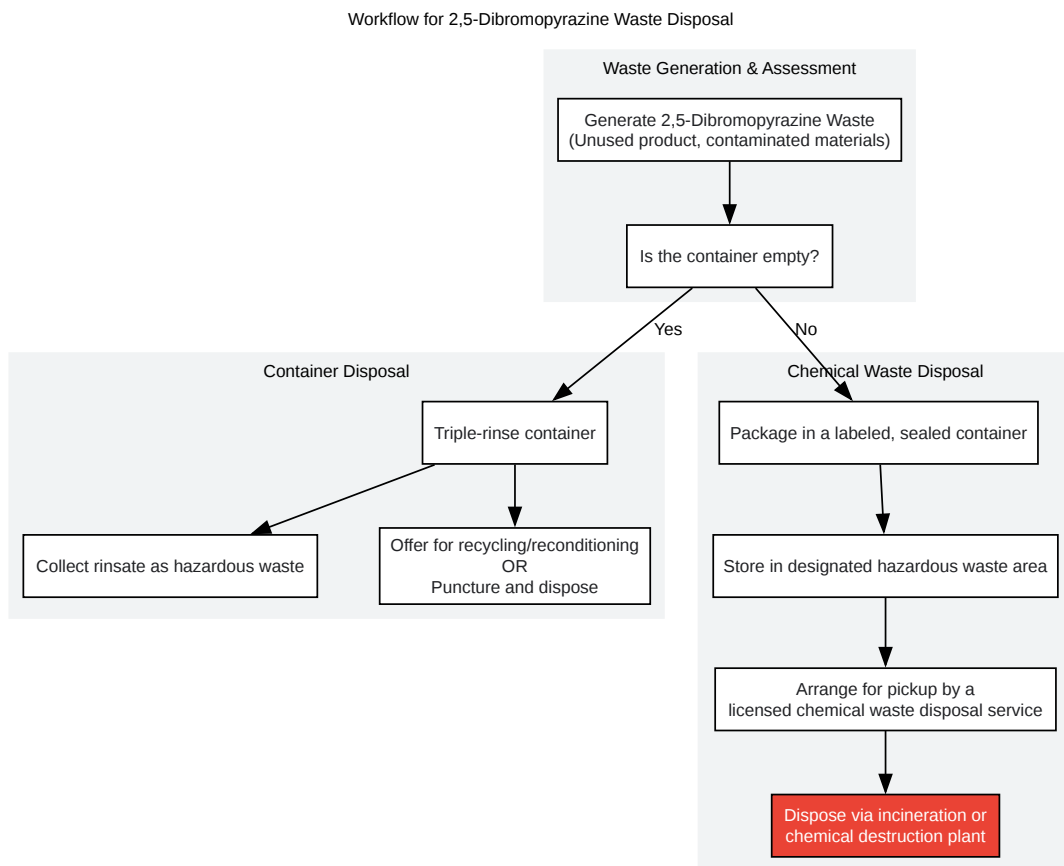 Workflow for 2,5-Dibromopyrazine Waste Disposal
Waste Generation & Assessment
Generate 2,5-Dibromopyrazine Waste
(Unused product, contaminated materials)
Is the container empty?
Yes
No
Container Disposal
Triple-rinse container
Collect rinsate as hazardous waste
Offer for recycling/reconditioning
OR
Puncture and dispose
Chemical Waste Disposal
Package in a labeled, sealed container
Store in designated hazardous waste area
Arrange for pickup by a
licensed chemical waste disposal service
Dispose via incineration or
chemical destruction plant